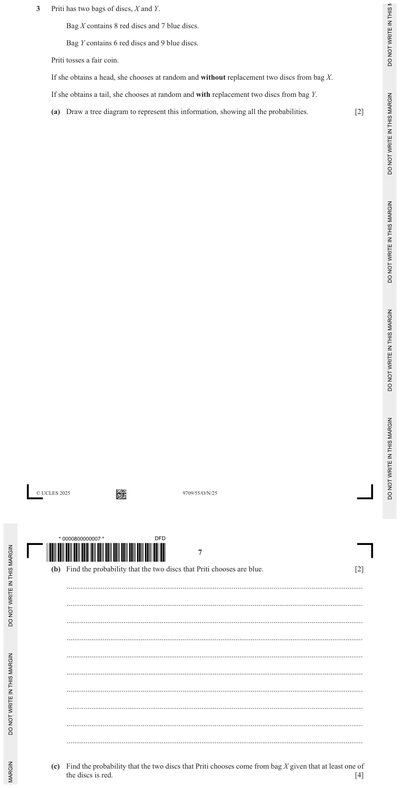 3 Priti has two bags of discs, X and Y.
Bag X contains 8 red discs and 7 blue discs.
Bag Y contains 6 red discs and 9 blue discs.
Priti tosses a fair coin.
If she obtains a head, she chooses at random and without replacement two discs from bag X.
If she obtains a tail, she chooses at random and with replacement two discs from bag Y.
(a) Draw a tree diagram to represent this information, showing all the probabilities. [2]
DO NOT WRITE IN THIS MARGIN
DO NOT WRITE IN THIS MARGIN
DO NOT WRITE IN THIS MARGIN
DO NOT WRITE IN THIS MARGIN
DO NOT WRITE IN THIS MARGIN
© UCLES 2025
9709/55/O/N/25
* 0000800000007 *
DFD
7
(b) Find the probability that the two discs that Priti chooses are blue. [2]
(c) Find the probability that the two discs that Priti chooses come from bag X given that at least one of
the discs is red. [4]
DO NOT WRITE IN THIS MARGIN
DO NOT WRITE IN THIS MARGIN
MARGIN